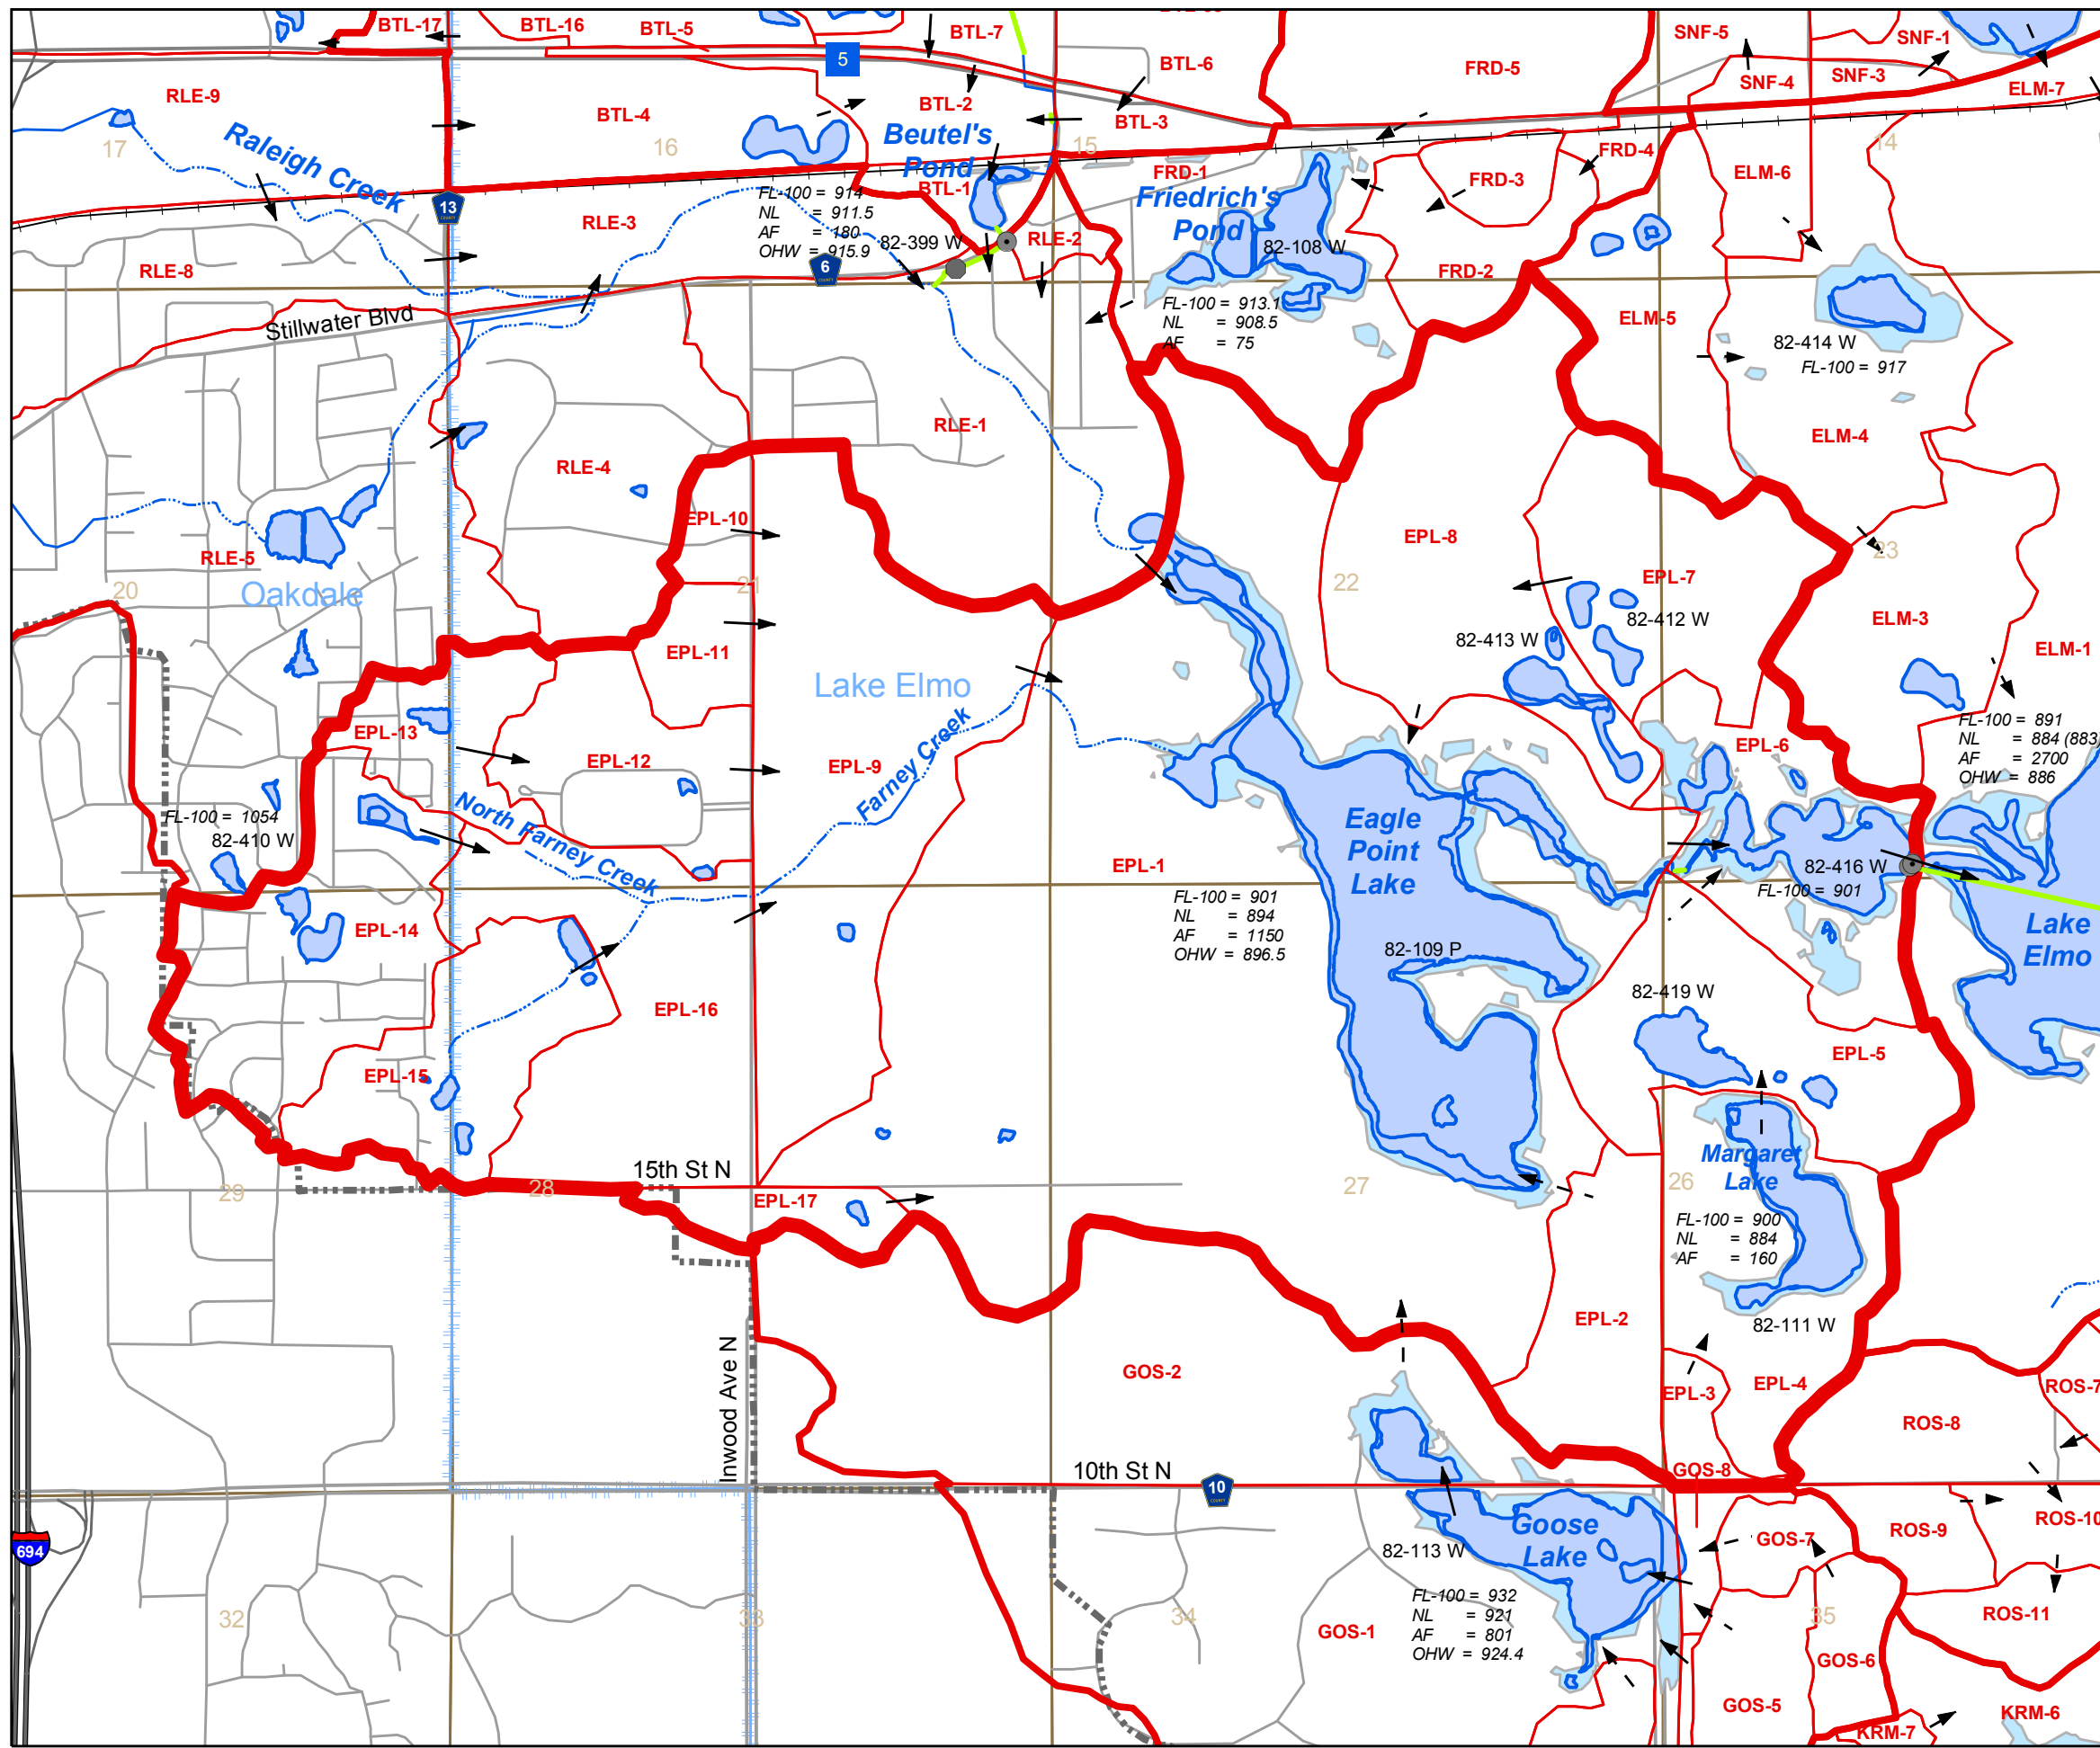 BTL-17
BTL-16
BTL-5
BTL-7
BTL-6
FRD-5
SNF-5
SNF-1
SNF-4
SNF-3
ELM-7
5
RLE-9
BTL-4
BTL-2
BTL-3
17
Raleigh Creek
16
Beutel's
Pond
15
14
FRD-1
FRD-3
FRD-4
ELM-6
BTL-1
FL-100 = 914
NL = 911.5
AF = 180
OHW = 915.9
13
COUNTY
RLE-3
82-399 W
RLE-2
Friedrich's
Pond
82-108 W
RLE-8
6
COUNTY
FRD-2
FL-100 = 913.1
NL = 908.5
AF = 75
Stillwater Blvd
ELM-5
82-414 W
FL-100 = 917
RLE-1
ELM-4
RLE-4
EPL-10
EPL-8
RLE-5
Oakdale
20
21
22
23
EPL-7
82-412 W
82-413 W
ELM-3
ELM-1
EPL-11
Lake Elmo
EPL-13
EPL-12
EPL-9
Farney Creek
EPL-6
FL-100 = 891
NL = 884 (883)
AF = 2700
OHW = 886
FL-100 = 1054
82-410 W
North Farney Creek
Eagle
Point
Lake
EPL-1
FL-100 = 901
NL = 894
AF = 1150
OHW = 896.5
82-416 W
FL-100 = 901
Lake
Elmo
EPL-14
82-109 P
EPL-16
82-419 W
EPL-15
EPL-5
Margaret
Lake
15th St N
29
28
27
26
EPL-17
FL-100 = 900
NL = 884
AF = 160
82-111 W
EPL-2
Inwood Ave N
GOS-2
EPL-3
EPL-4
ROS-7
ROS-8
10th St N
10
COUNTY
GOS-8
694
Goose
Lake
82-113 W
GOS-7
ROS-9
ROS-10
FL-100 = 932
NL = 921
AF = 801
OHW = 924.4
32
33
34
35
GOS-1
ROS-11
GOS-6
GOS-5
KRM-7
KRM-6